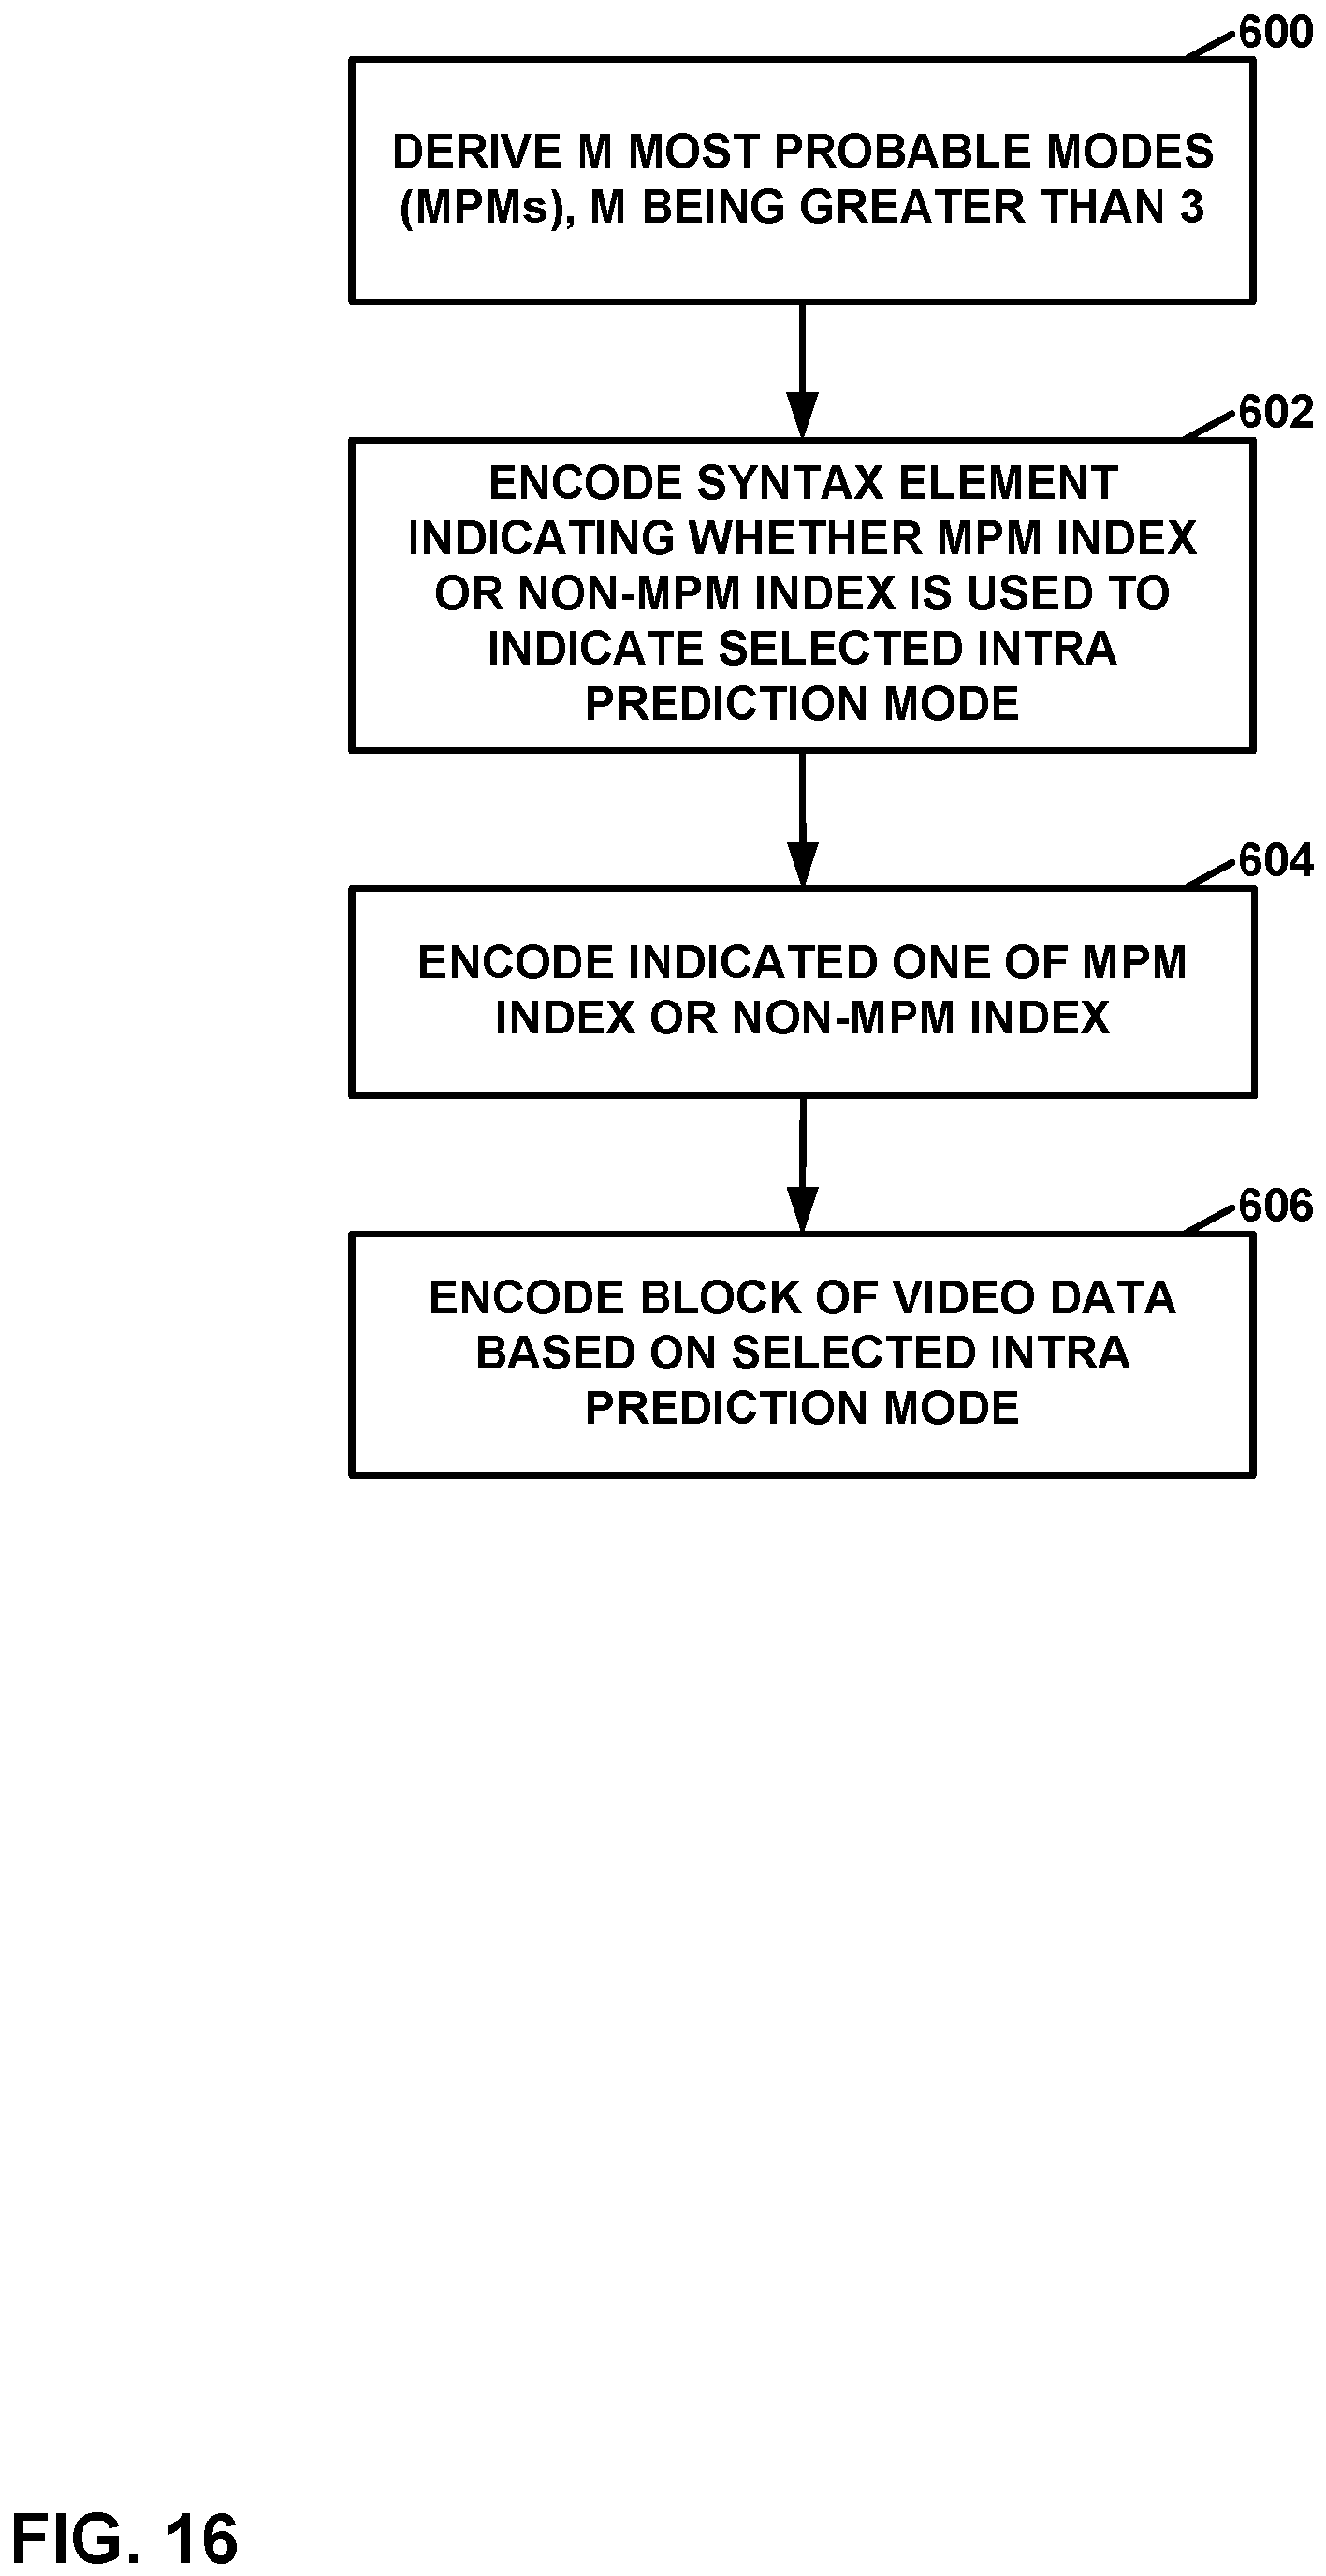 600
DERIVE M MOST PROBABLE MODES
(MPMs), M BEING GREATER THAN 3
602
ENCODE SYNTAX ELEMENT
INDICATING WHETHER MPM INDEX
OR NON-MPM INDEX IS USED TO
INDICATE SELECTED INTRA
PREDICTION MODE
604
ENCODE INDICATED ONE OF MPM
INDEX OR NON-MPM INDEX
606
ENCODE BLOCK OF VIDEO DATA
BASED ON SELECTED INTRA
PREDICTION MODE
FIG. 16